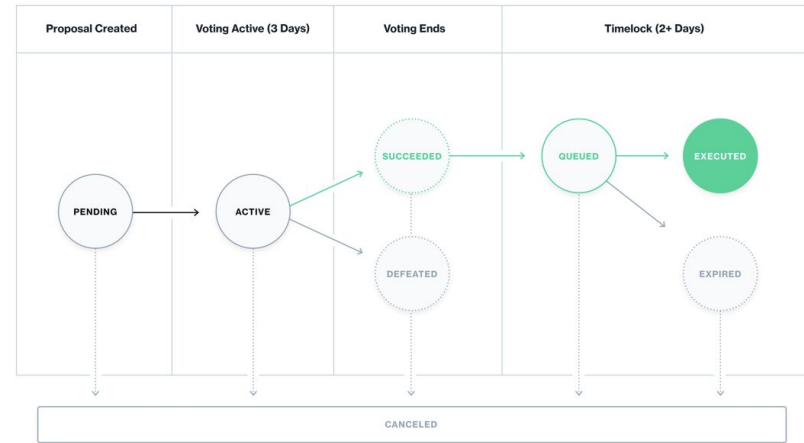 Proposal Created
Voting Active (3 Days)
Voting Ends
Timelock (2+ Days)
SUCCEEDED
QUEUED
EXECUTED
PENDING
ACTIVE
DEFEATED
EXPIRED
CANCELED